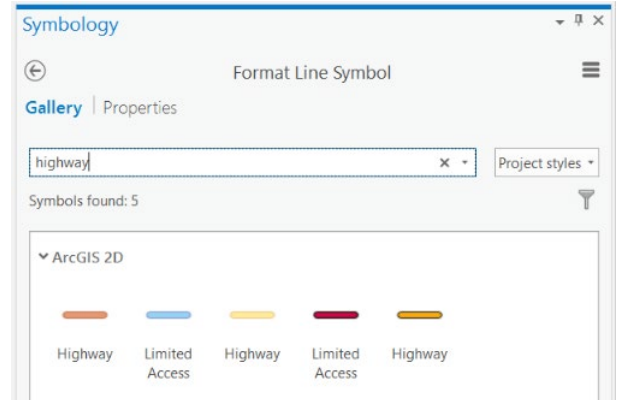 Symbology
Format Line Symbol
Gallery Properties
highway
Project styles
Symbols found: 5
ArcGIS 2D
Highway
Limited
Access
Highway
Limited
Access
Highway